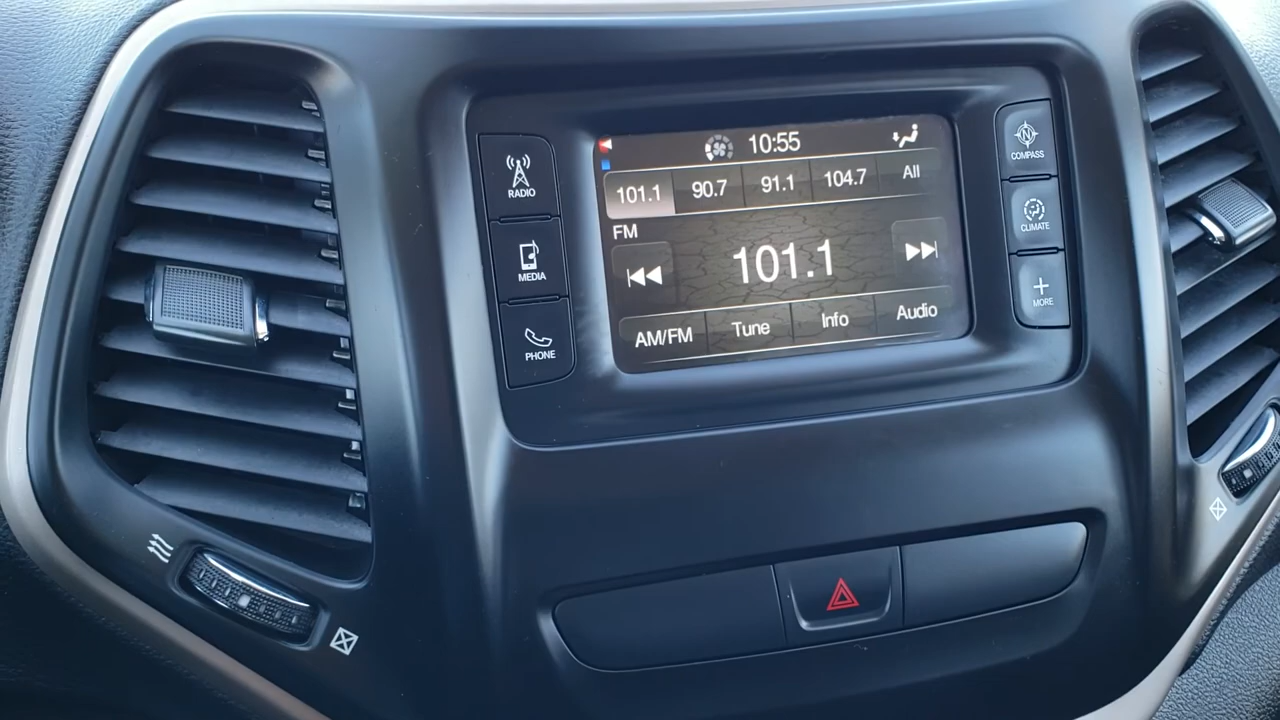 10:55
101.1 90.7 91.1 104.7 All
FM
101.1
AM/FM Tune Info Audio
RADIO
MEDIA
PHONE
N
COMPASS
CLIMATE
MORE